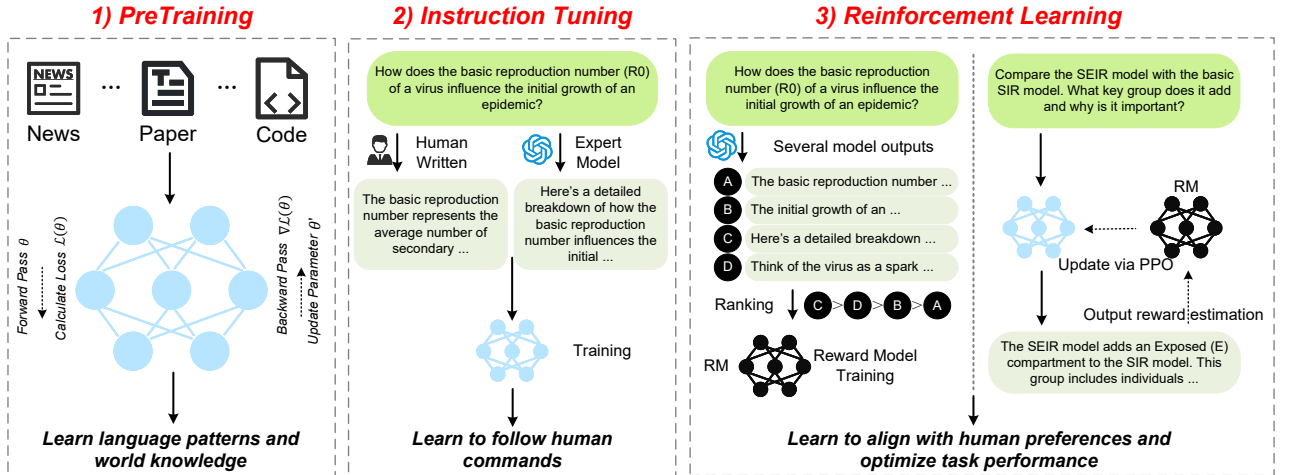 1) PreTraining
NEWS
...
...
News
Paper
Code
Forward Pass θ
Calculate Loss ℒ(θ)
Backward Pass ∇ℒ(θ)
Update Parameter θ'
Learn language patterns and
world knowledge
2) Instruction Tuning
How does the basic reproduction number (R0)
of a virus influence the initial growth of an
epidemic?
Human
Written
Expert
Model
The basic reproduction
number represents the
average number of
secondary ...
Here's a detailed
breakdown of how the
basic reproduction
number influences the
initial ...
Training
Learn to follow human
commands
3) Reinforcement Learning
How does the basic reproduction
number (R0) of a virus influence the
initial growth of an epidemic?
Several model outputs
A The basic reproduction number ...
B The initial growth of an ...
C Here's a detailed breakdown ...
D Think of the virus as a spark ...
Ranking
C > D > B > A
RM
Reward Model
Training
Compare the SEIR model with the basic
SIR model. What key group does it add
and why is it important?
RM
Update via PPO
Output reward estimation
The SEIR model adds an Exposed (E)
compartment to the SIR model. This
group includes individuals ...
Learn to align with human preferences and
optimize task performance